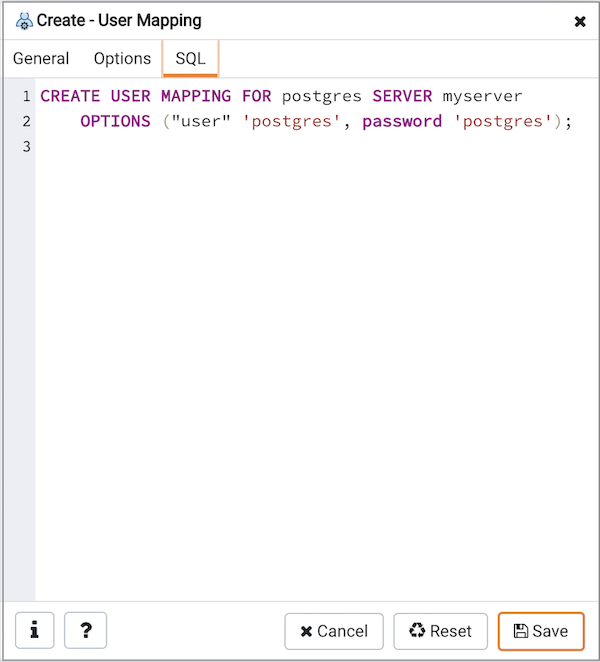 Create - User Mapping
General Options SQL
1 CREATE USER MAPPING FOR postgres SERVER myserver
2     OPTIONS ("user" 'postgres', password 'postgres');
3
i ? Cancel Reset Save